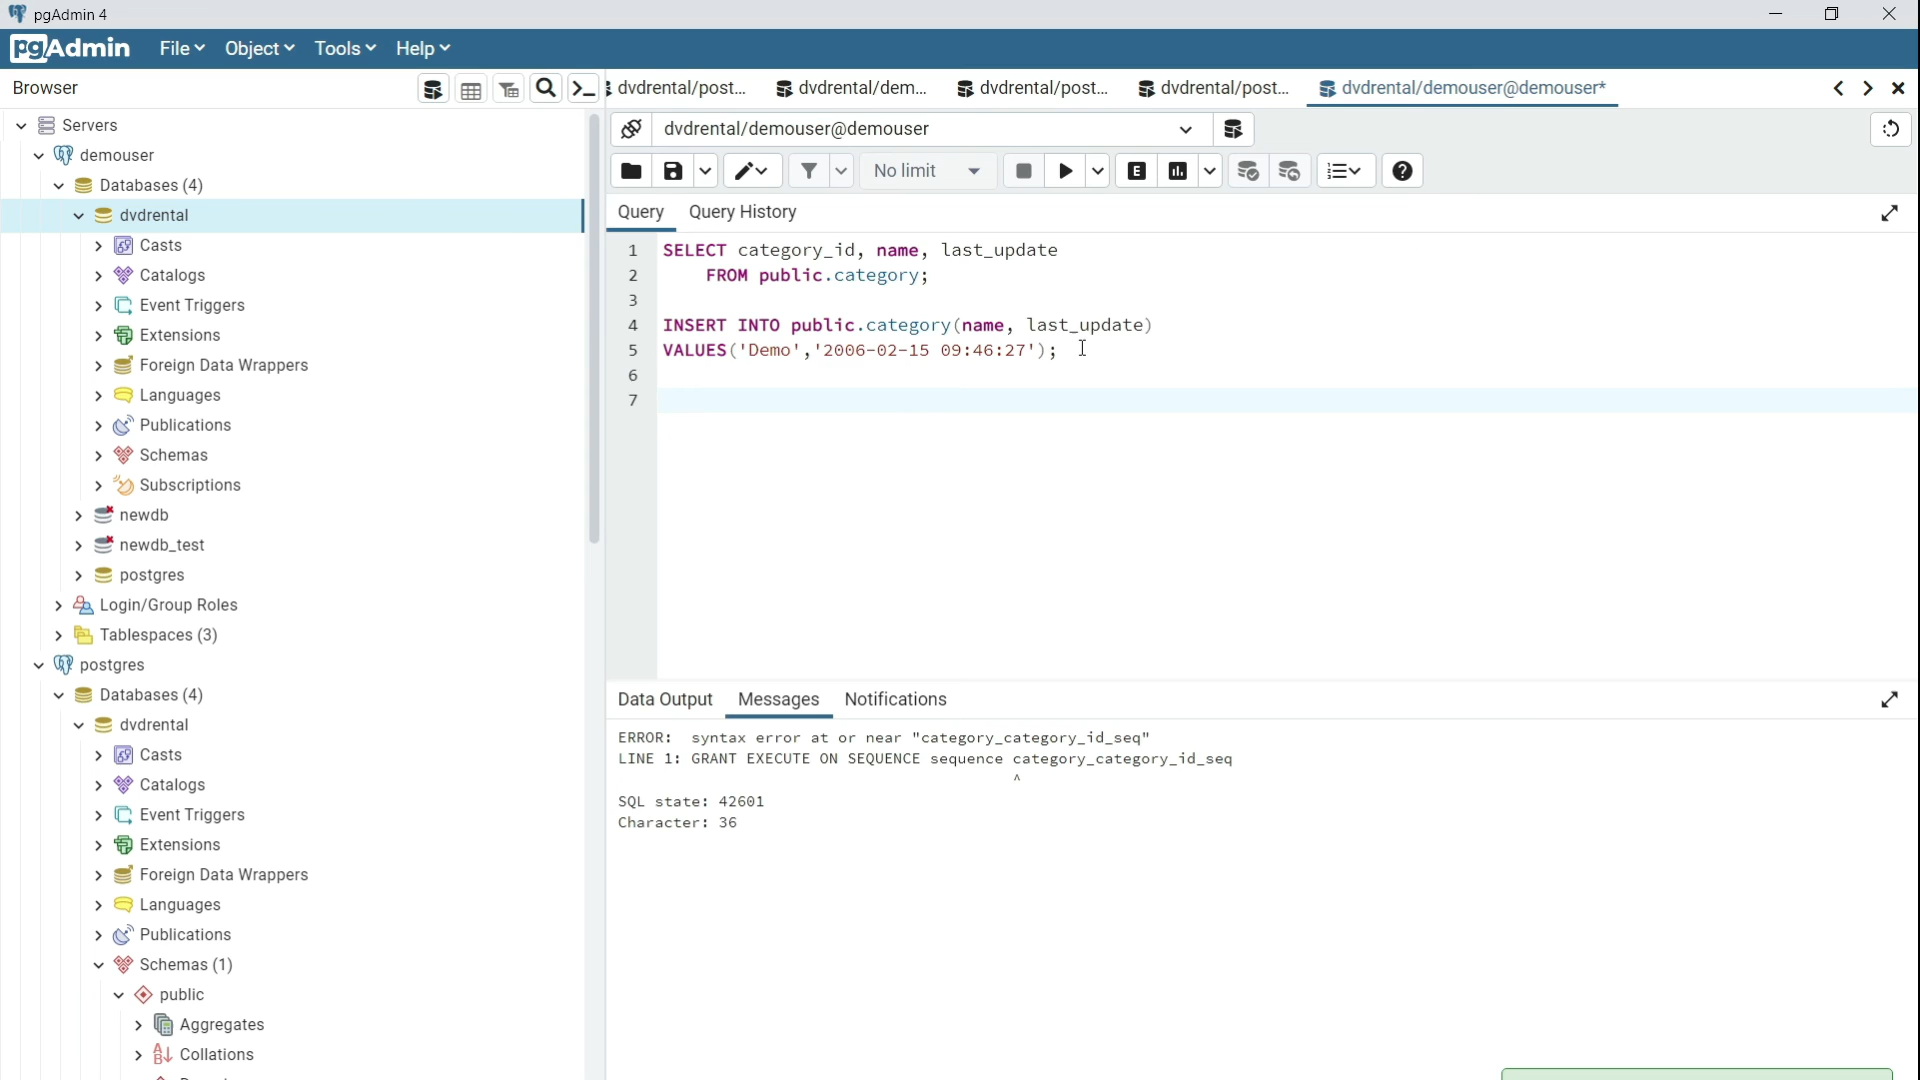 pgAdmin 4
pgAdmin File Object Tools Help
Browser
dvdrental/post... dvdrental/dem... dvdrental/post... dvdrental/post... dvdrental/demouser@demouser*
Servers
demouser
Databases (4)
dvdrental
Casts
Catalogs
Event Triggers
Extensions
Foreign Data Wrappers
Languages
Publications
Schemas
Subscriptions
newdb
newdb_test
postgres
Login/Group Roles
Tablespaces (3)
postgres
Databases (4)
dvdrental
Casts
Catalogs
Event Triggers
Extensions
Foreign Data Wrappers
Languages
Publications
Schemas (1)
public
Aggregates
Collations
dvdrental/demouser@demouser
No limit
Query Query History
1 SELECT category_id, name, last_update
2 FROM public.category;
3
4 INSERT INTO public.category(name, last_update)
5 VALUES('Demo','2006-02-15 09:46:27');
6
7
Data Output Messages Notifications
ERROR: syntax error at or near "category_category_id_seq"
LINE 1: GRANT EXECUTE ON SEQUENCE sequence category_category_id_seq
^
SQL state: 42601
Character: 36